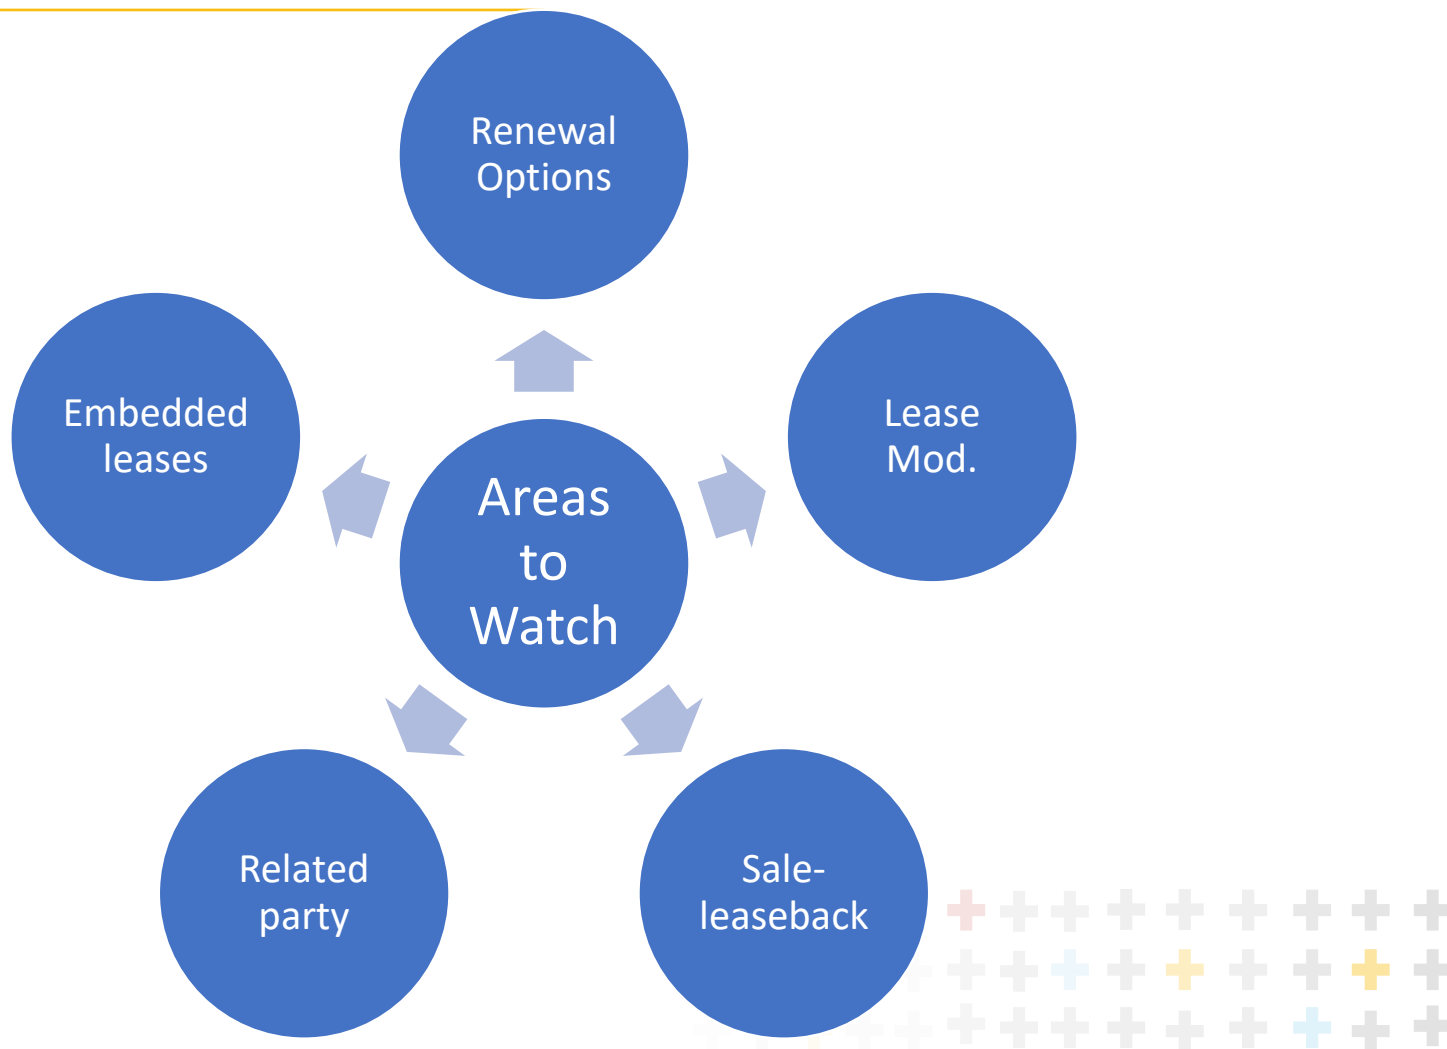 Renewal
Options
Embedded
leases
Lease
Mod.
Areas
to
Watch
Related
party
Sale-
leaseback